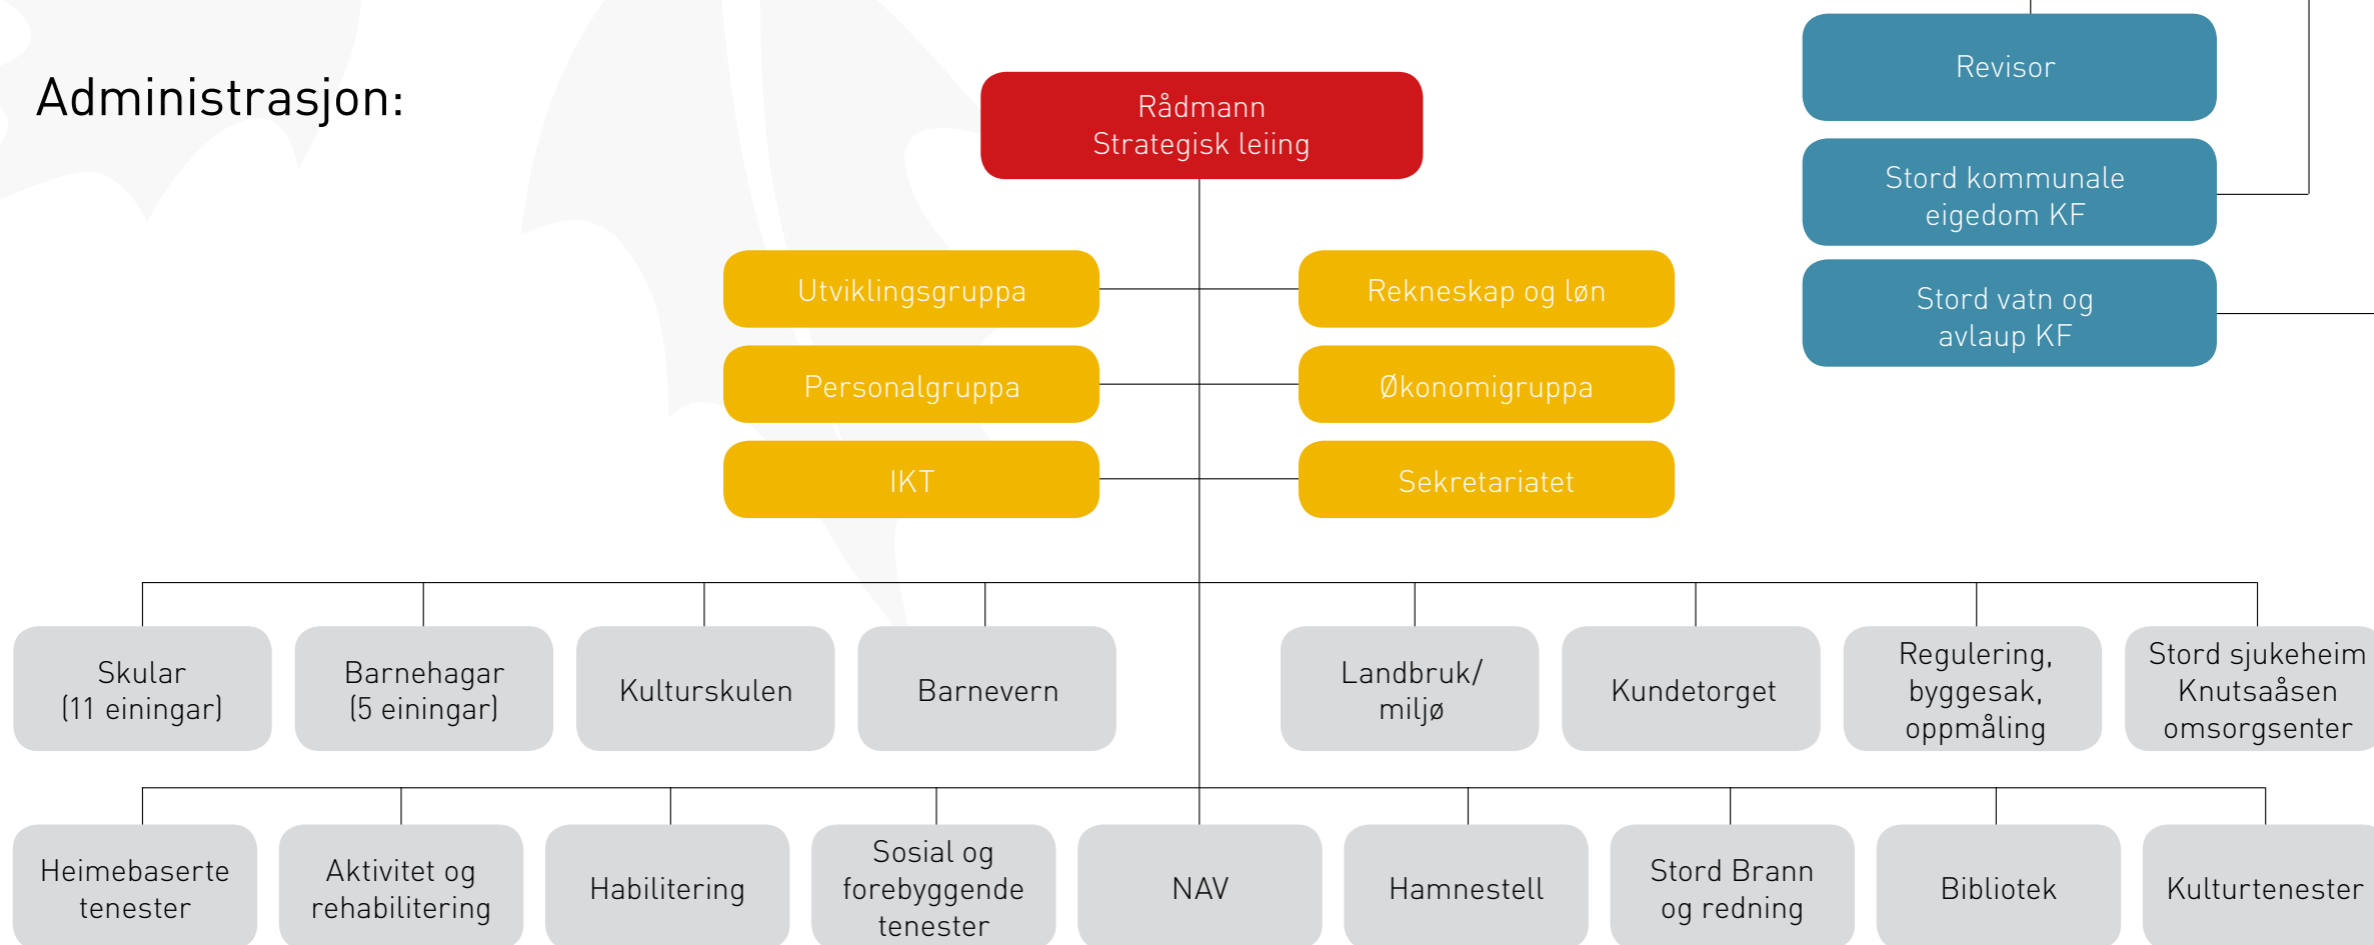 Administrasjon:
Rådmann
Strategisk leiing
Revisor
Stord kommunale
eigedom KF
Stord vatn og
avlaup KF
Utviklingsgruppa
Rekneskap og løn
Personalgruppa
Økonomigruppa
IKT
Sekretariatet
Skular
(11 einingar)
Barnehagar
(5 einingar)
Kulturskulen
Barnevern
Landbruk/
miljø
Kundetorget
Regulering,
byggesak,
oppmåling
Stord sjukeheim
Knutsaåsen
omsorgsenter
Heimebaserte
tenester
Aktivitet og
rehabilitering
Habilitering
Sosial og
forebyggende
tenester
NAV
Hamnestell
Stord Brann
og redning
Bibliotek
Kulturtenester